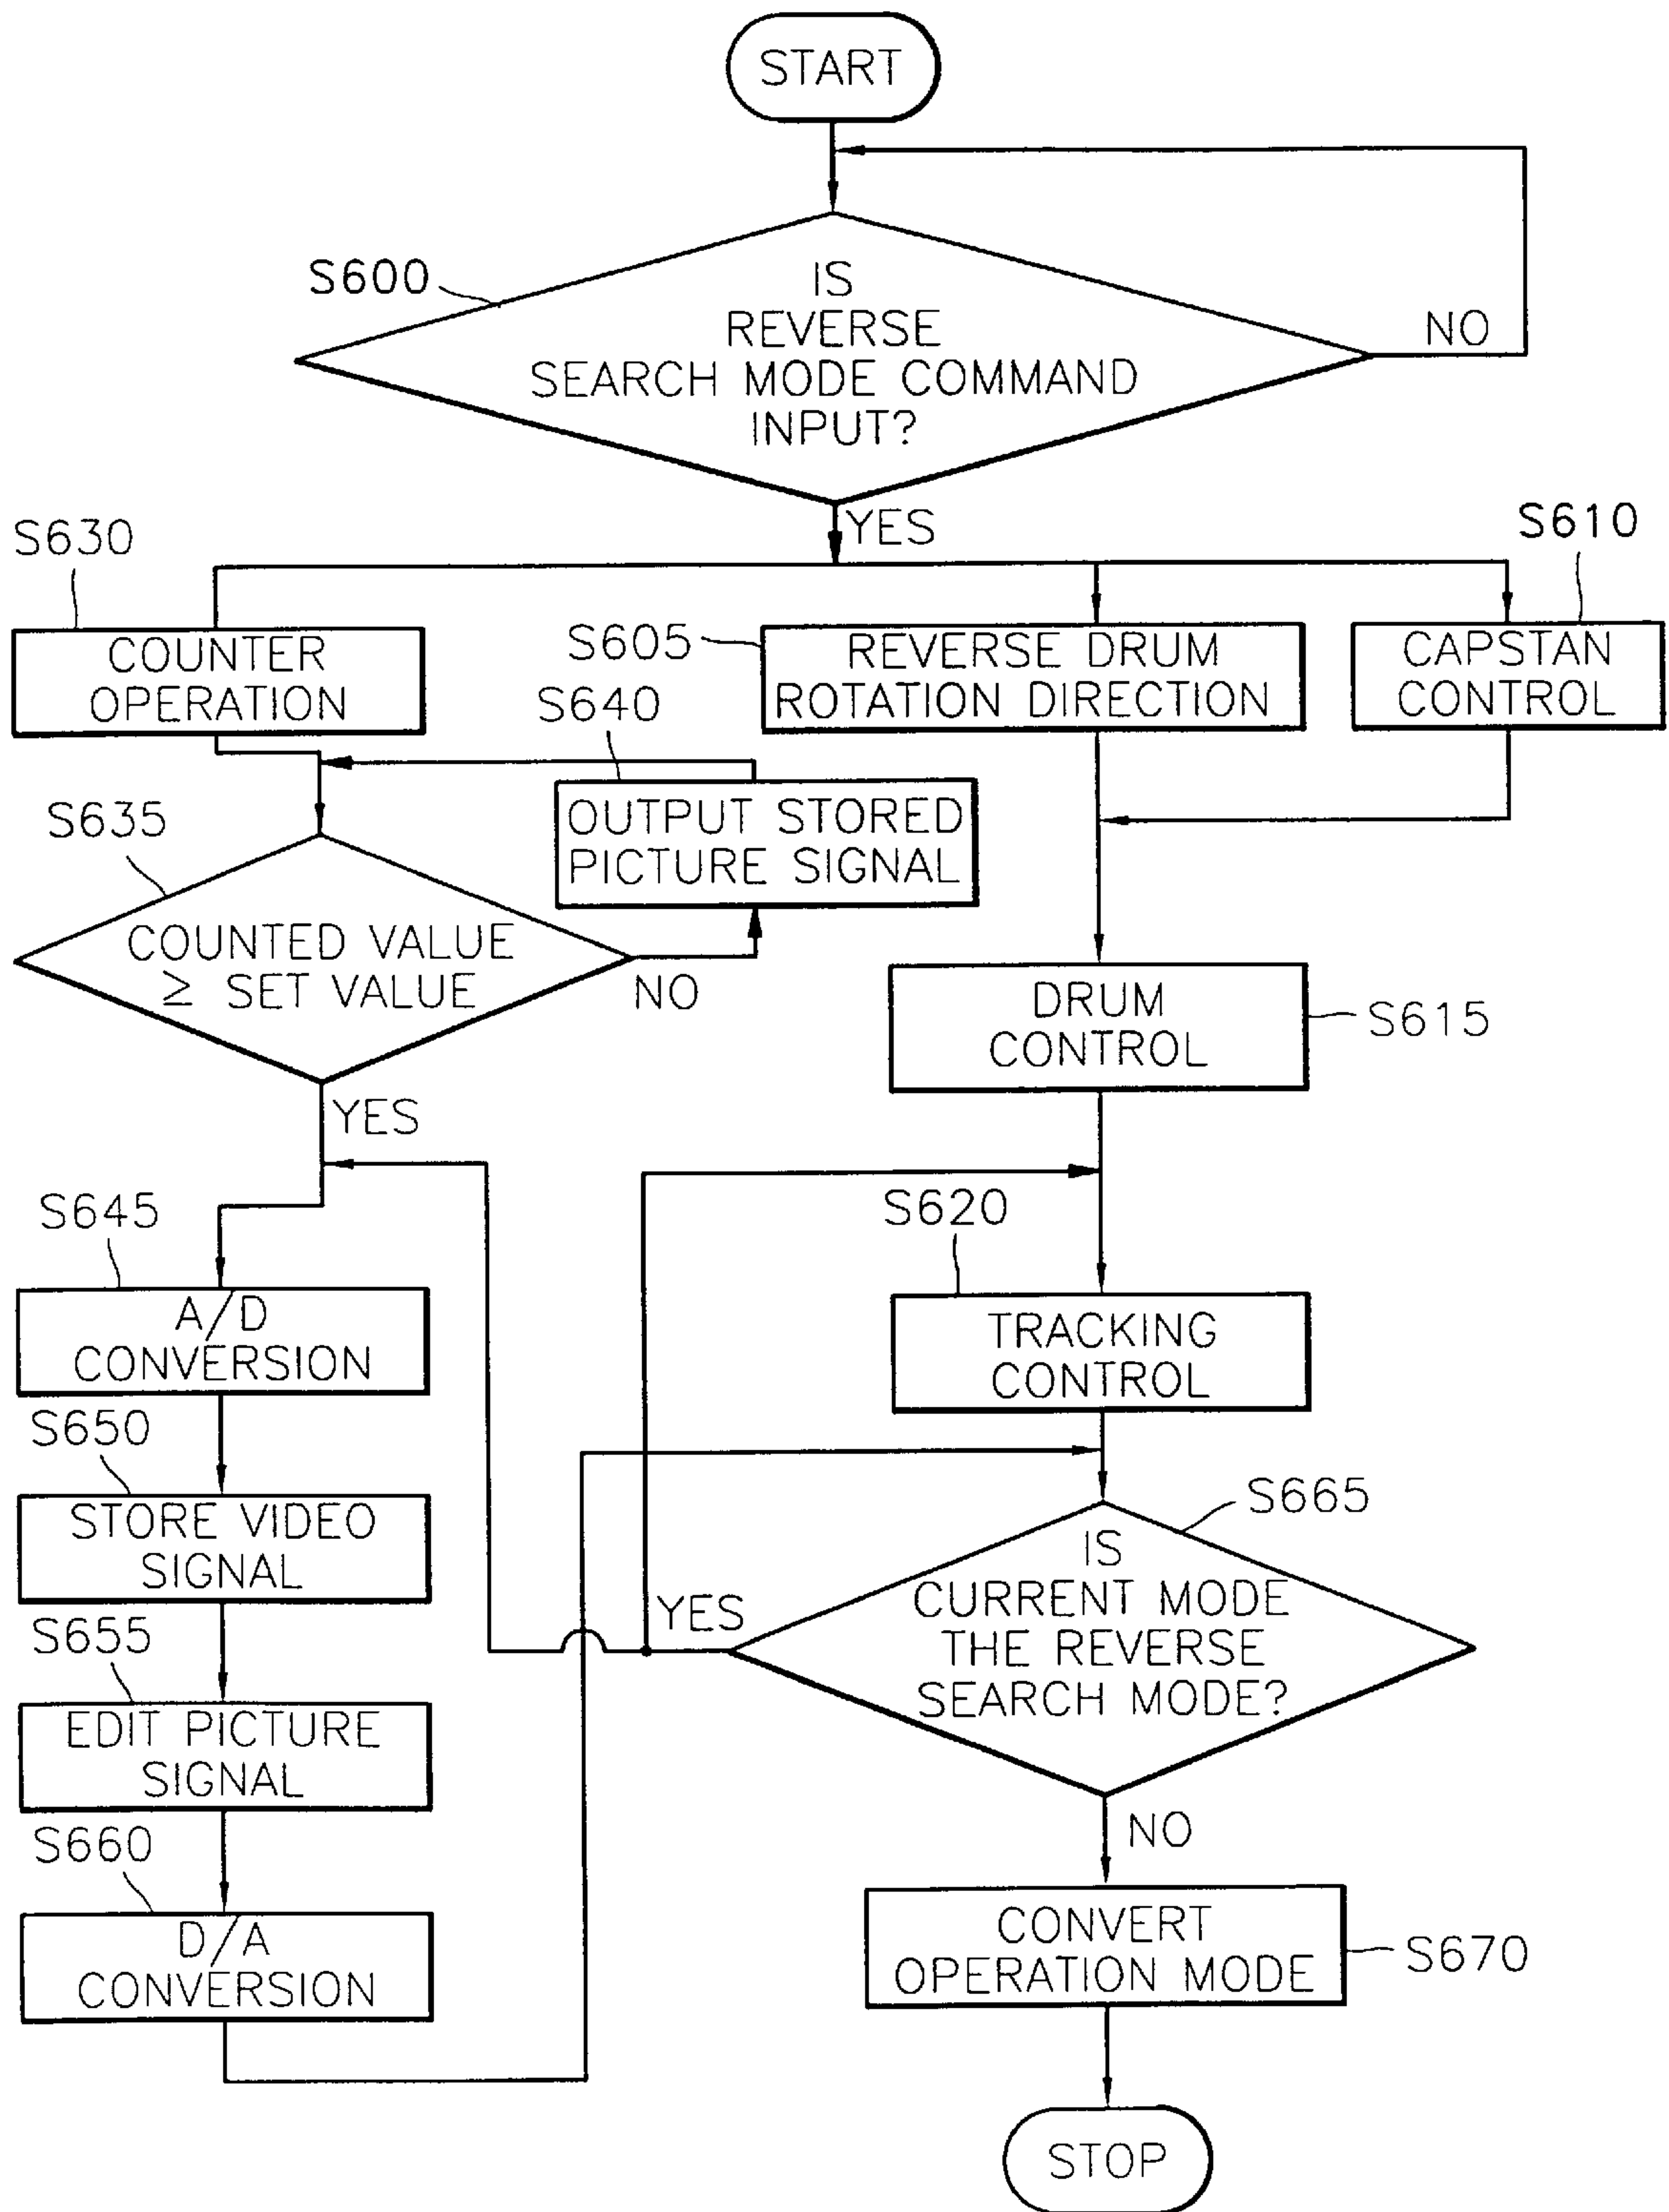 START
S600
IS
REVERSE
SEARCH MODE COMMAND
INPUT?
NO
YES
S630
S610
COUNTER
OPERATION
S605
REVERSE DRUM
ROTATION DIRECTION
CAPSTAN
CONTROL
S640
OUTPUT STORED
PICTURE SIGNAL
S635
COUNTED VALUE
≥ SET VALUE
NO
YES
DRUM
CONTROL
S615
S645
A/D
CONVERSION
S620
TRACKING
CONTROL
S650
STORE VIDEO
SIGNAL
S665
IS
CURRENT MODE
THE REVERSE
SEARCH MODE?
YES
NO
S655
EDIT PICTURE
SIGNAL
S660
D/A
CONVERSION
CONVERT
OPERATION MODE
S670
STOP